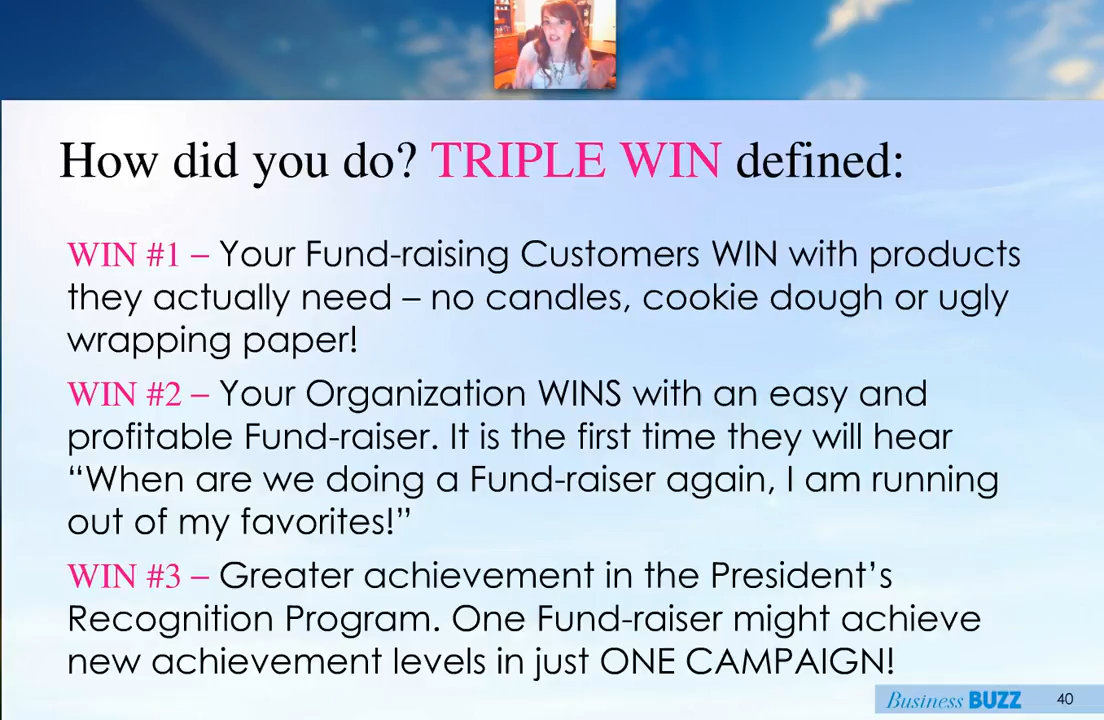 How did you do? TRIPLE WIN defined:
WIN #1 – Your Fund-raising Customers WIN with products
they actually need – no candles, cookie dough or ugly
wrapping paper!
WIN #2 – Your Organization WINS with an easy and
profitable Fund-raiser. It is the first time they will hear
“When are we doing a Fund-raiser again, I am running
out of my favorites!”
WIN #3 – Greater achievement in the President’s
Recognition Program. One Fund-raiser might achieve
new achievement levels in just ONE CAMPAIGN!
Business BUZZ 40